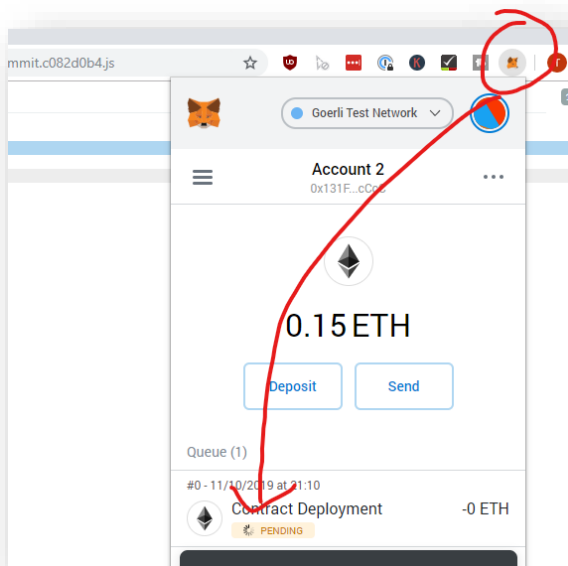 mmit.c082d0b4.js
Goerli Test Network
Account 2
0x131F...cCcC
0.15 ETH
Deposit
Send
Queue (1)
#0 - 11/10/2019 at 21:10
Contract Deployment
-0 ETH
PENDING